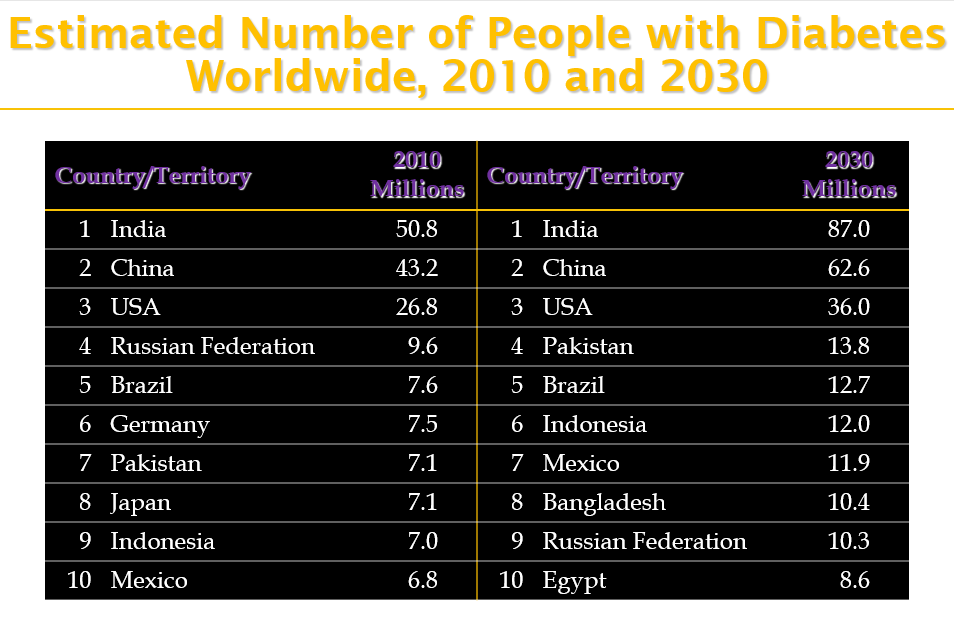 Estimated Number of People with Diabetes
Worldwide, 2010 and 2030
Country/Territory 2010 Millions Country/Territory 2030 Millions
1 India 50.8 1 India 87.0
2 China 43.2 2 China 62.6
3 USA 26.8 3 USA 36.0
4 Russian Federation 9.6 4 Pakistan 13.8
5 Brazil 7.6 5 Brazil 12.7
6 Germany 7.5 6 Indonesia 12.0
7 Pakistan 7.1 7 Mexico 11.9
8 Japan 7.1 8 Bangladesh 10.4
9 Indonesia 7.0 9 Russian Federation 10.3
10 Mexico 6.8 10 Egypt 8.6